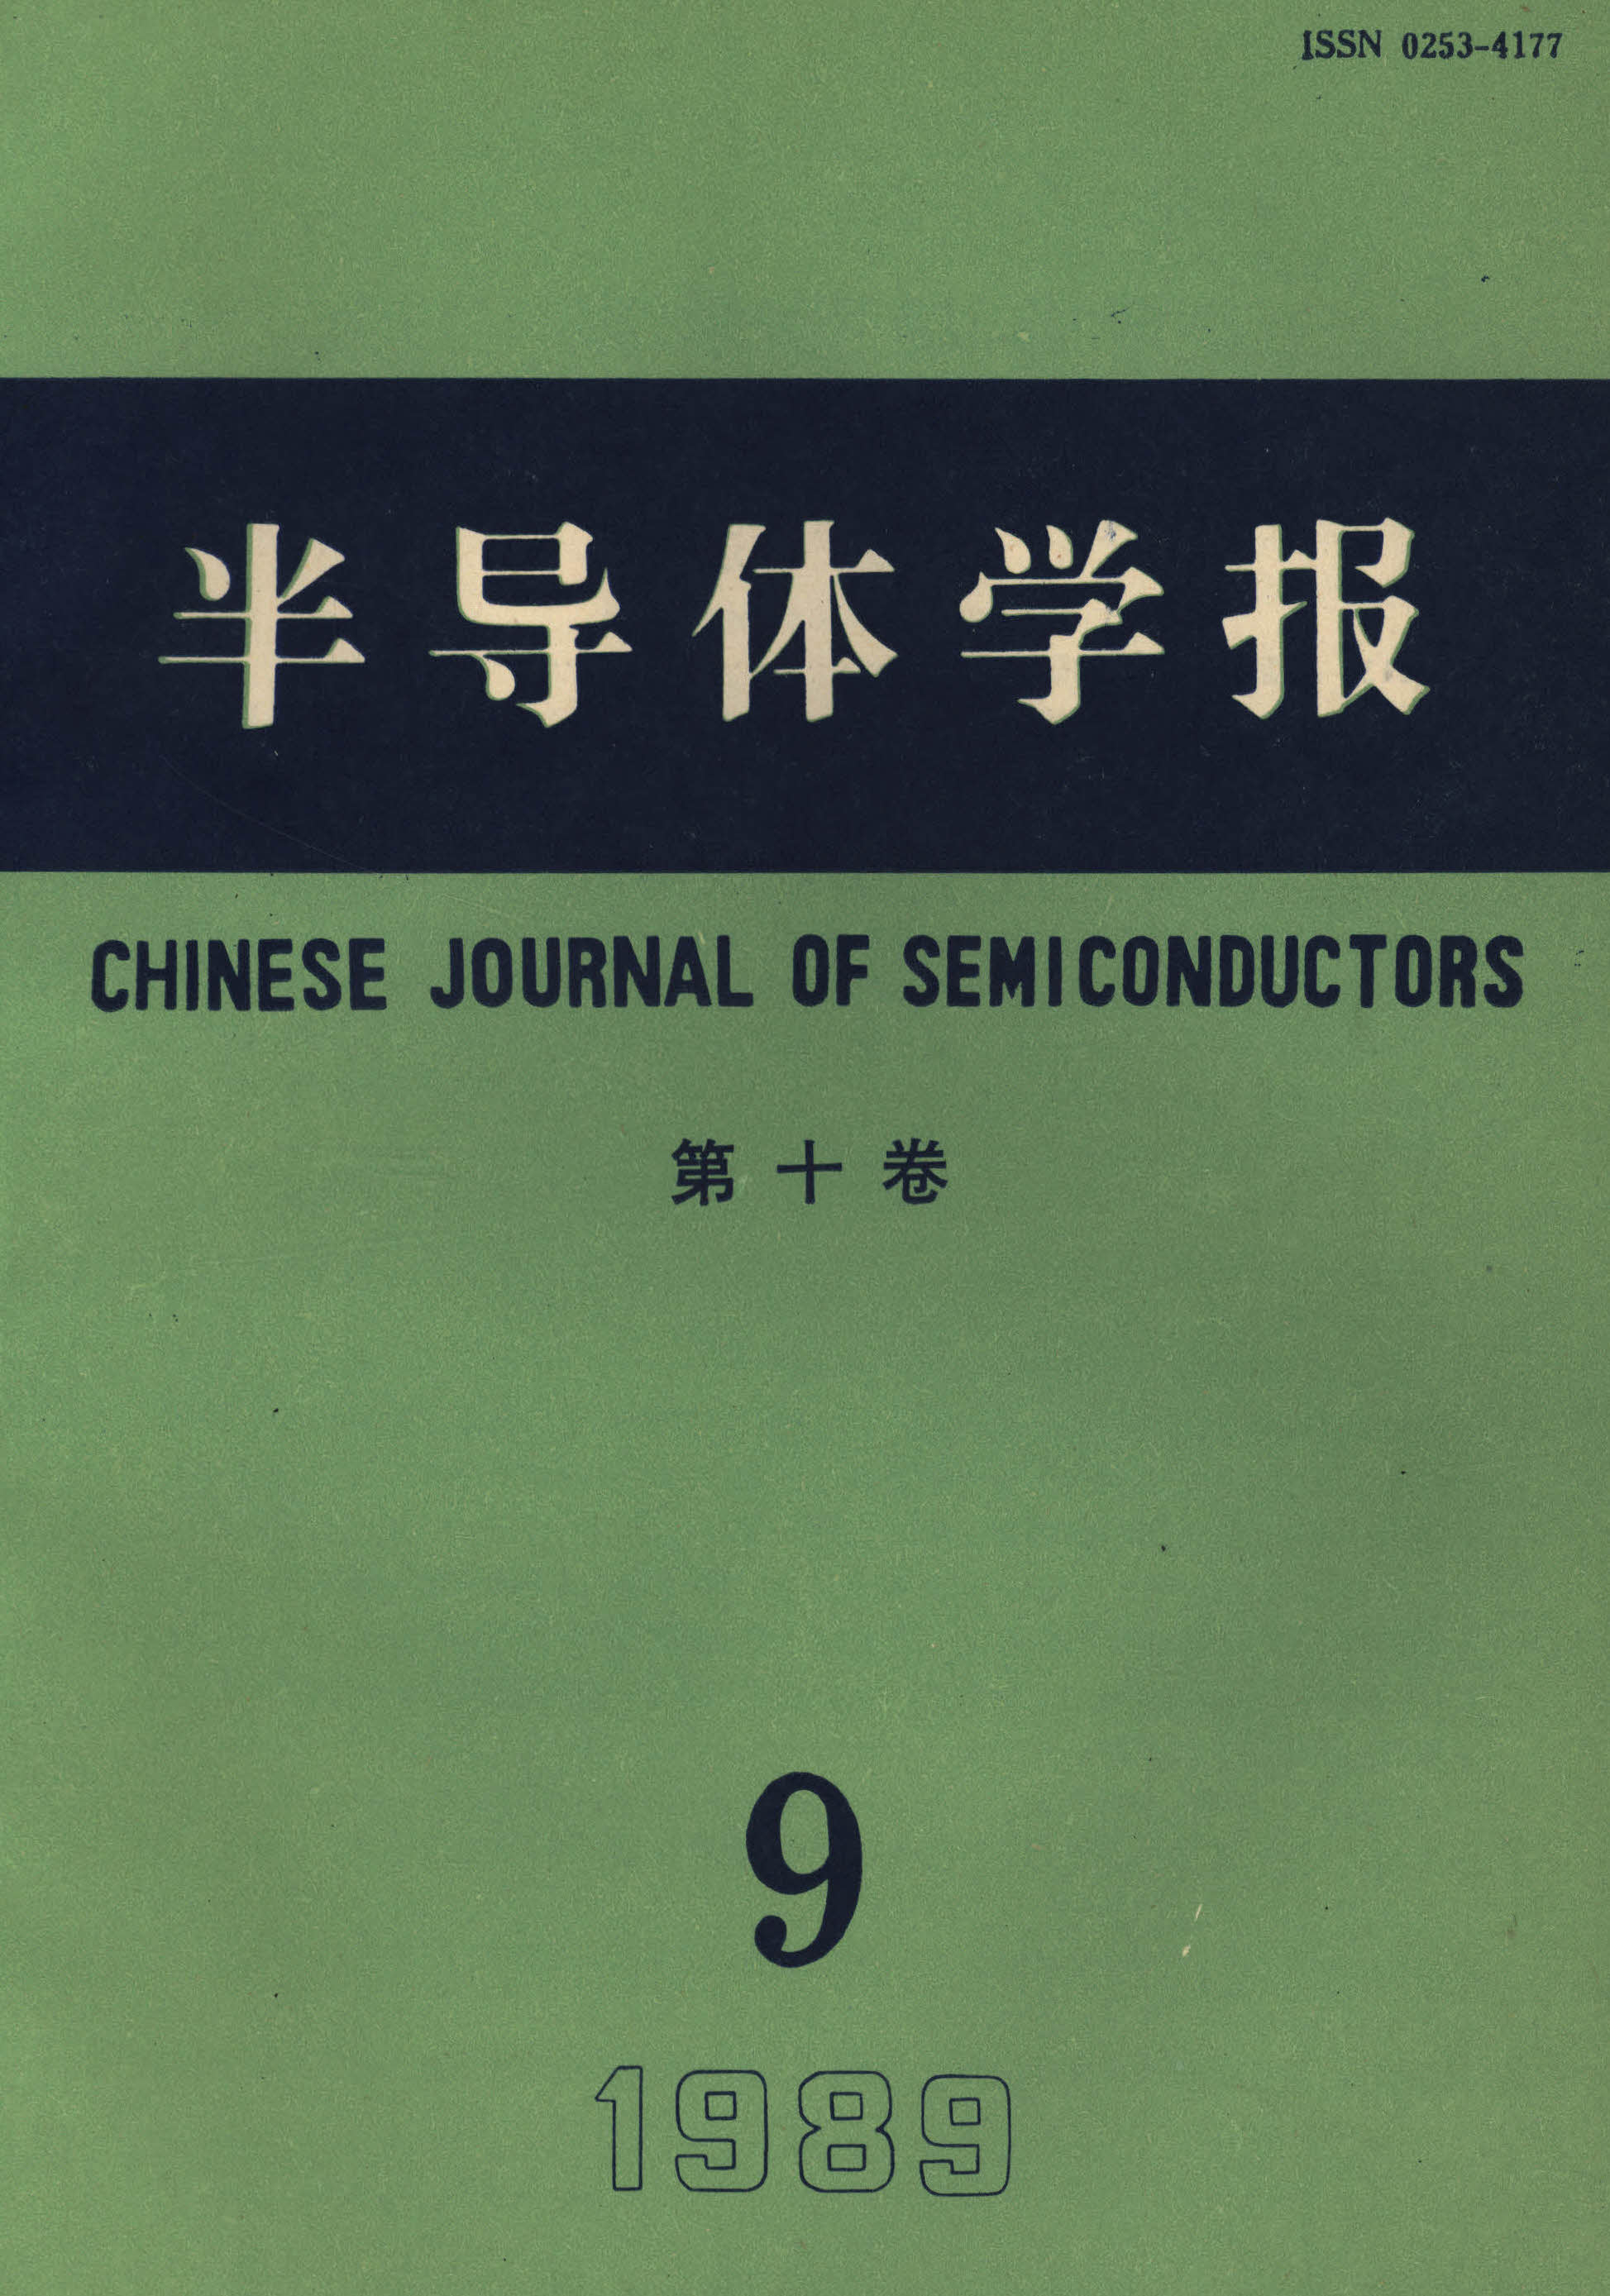 ISSN 0253-4177
半导体学报
CHINESE JOURNAL OF SEMICONDUCTORS
第十卷
9
1989